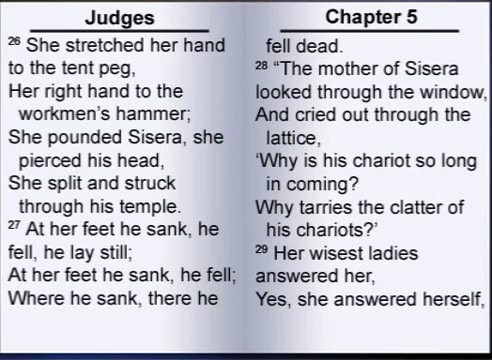 Judges
²⁶ She stretched her hand
to the tent peg,
Her right hand to the
workmen's hammer;
She pounded Sisera, she
pierced his head,
She split and struck
through his temple.
²⁷ At her feet he sank, he
fell, he lay still;
At her feet he sank, he fell;
Where he sank, there he
Chapter 5
fell dead.
²⁸ “The mother of Sisera
looked through the window,
And cried out through the
lattice,
‘Why is his chariot so long
in coming?
Why tarries the clatter of
his chariots?’
²⁹ Her wisest ladies
answered her,
Yes, she answered herself,